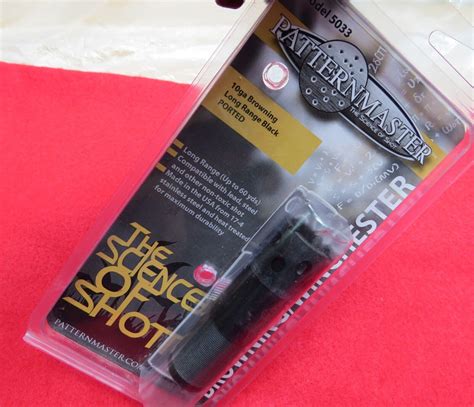 Model 5033
PATTERNMASTER
THE SCIENCE OF SHOT
10ga Browning
Long Range Black
PORTED
Long Range (Up to 60 yds)
Compatible with lead, steel
and other non-toxic shot
Made in the USA from 17-4
stainless steel and heat treated
for maximum durability.
THE
SCIENCE
OF
SHOT
PATTERNMASTER.COM